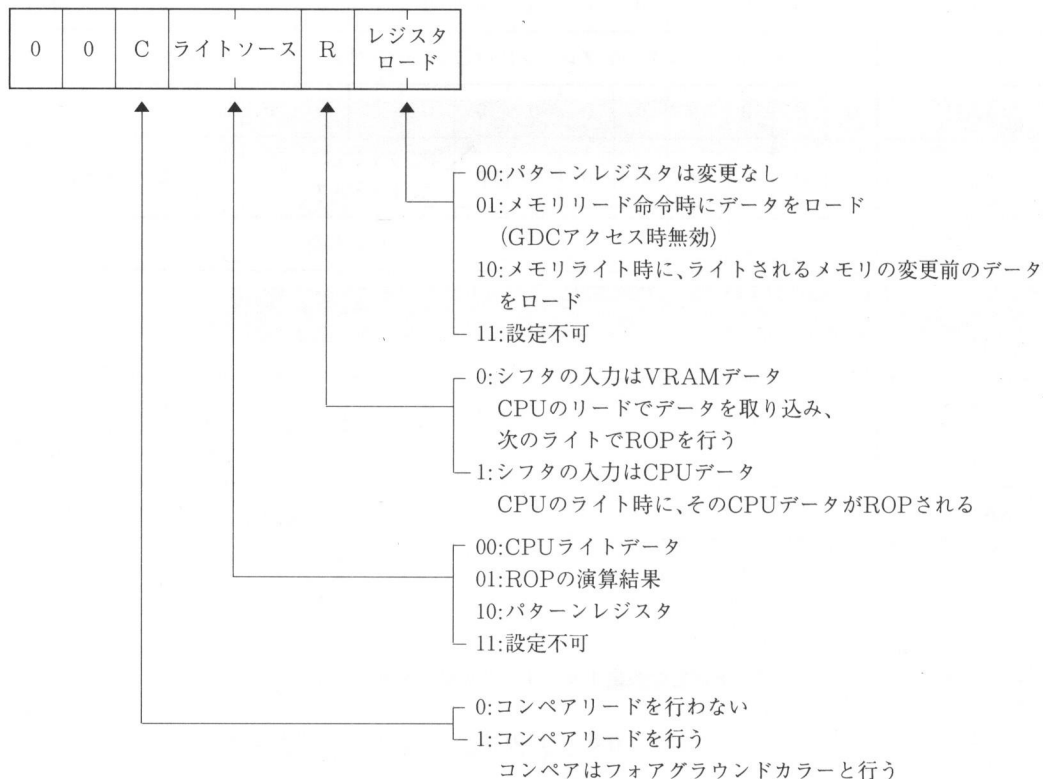 0 0 C ライトソース R レジスタ
ロード
00:パターンレジスタは変更なし
01:メモリリード命令時にデータをロード
(GDCアクセス時無効)
10:メモリライト時に、ライトされるメモリの変更前のデータ
をロード
11:設定不可
0:シフタの入力はVRAMデータ
CPUのリードでデータを取り込み、
次のライトでROPを行う
1:シフタの入力はCPUデータ
CPUのライト時に、そのCPUデータがROPされる
00:CPUライトデータ
01:ROPの演算結果
10:パターンレジスタ
11:設定不可
0:コンペアリードを行わない
1:コンペアリードを行う
コンペアはフォアグラウンドカラーと行う